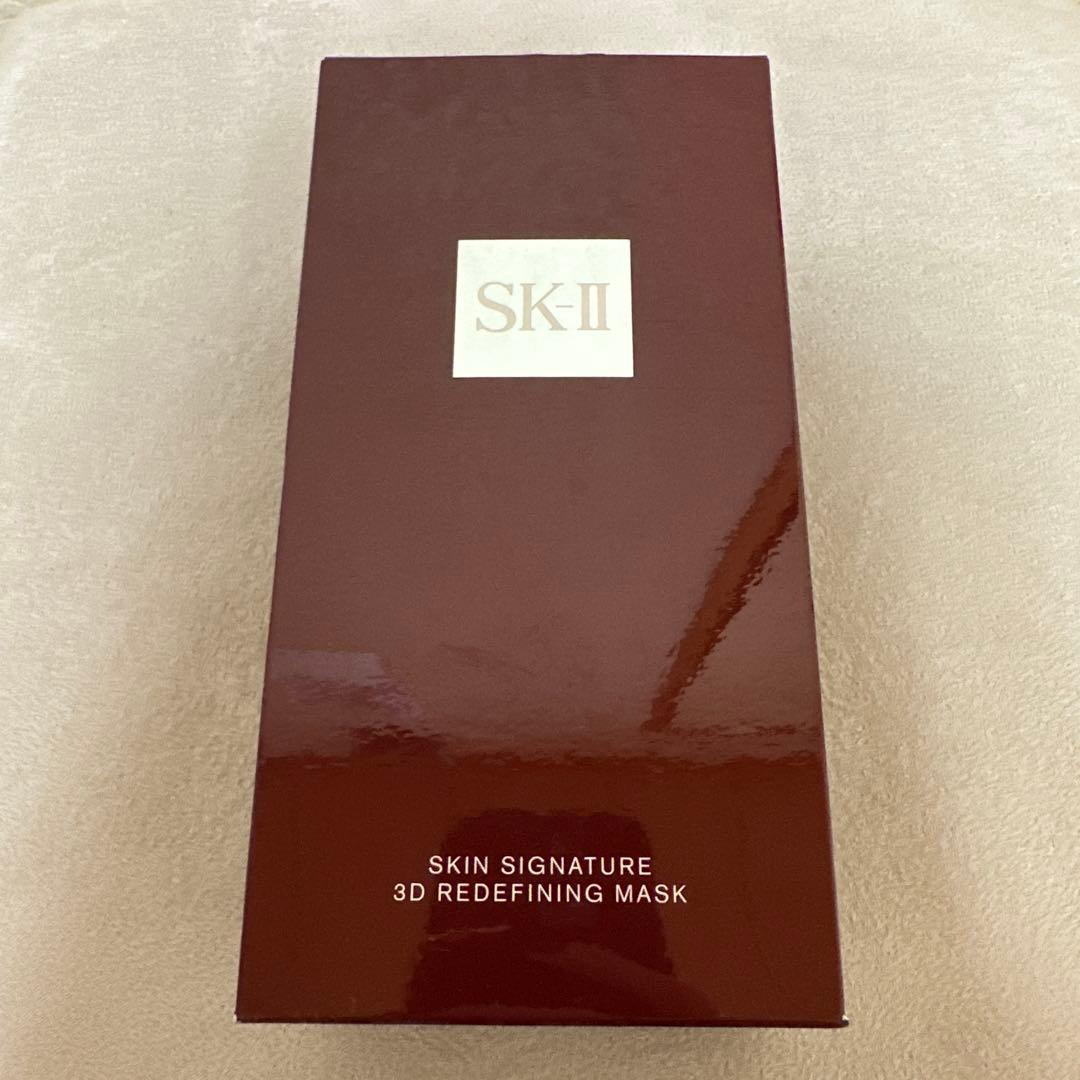 SK-II
SKIN SIGNATURE
3D REDEFINING MASK